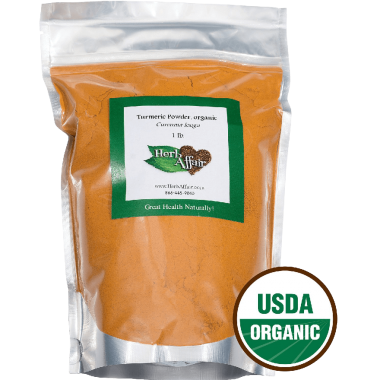 Turmeric Powder, organic
Curcuma longa
1 lb
Herb
Affair
www.HerbAffair.com
Great Health Naturally!
USDA
ORGANIC